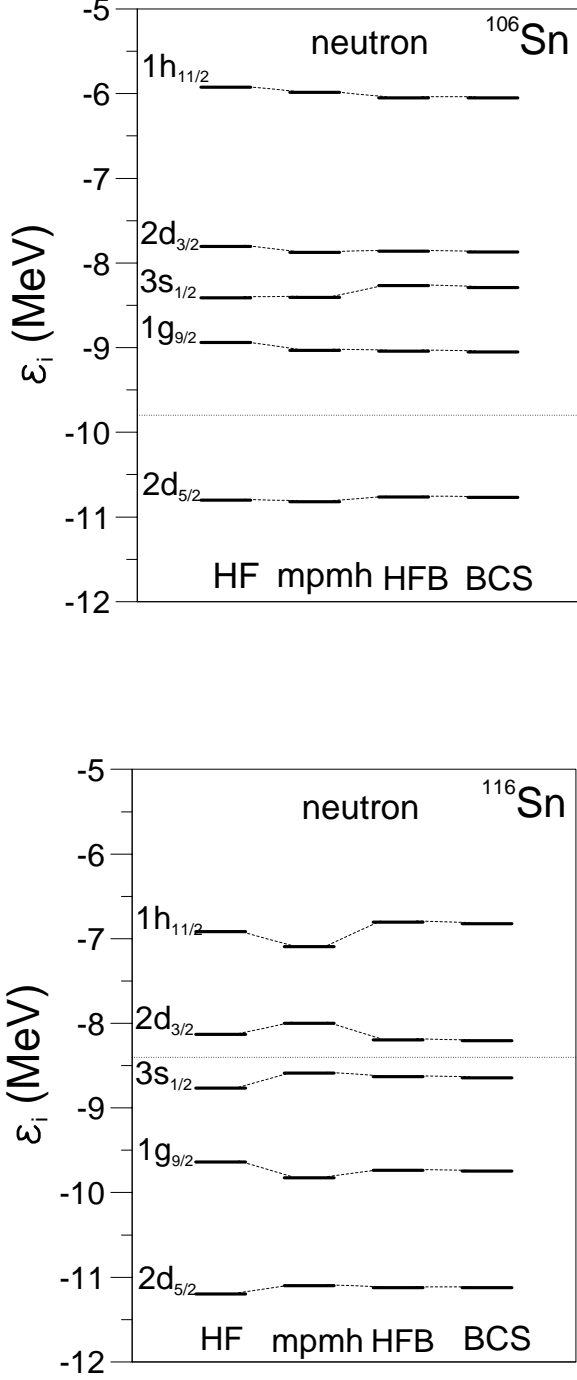 -5
neutron
¹⁰⁶Sn
1h₁₁/₂
-6
-7
2d₃/₂
-8
3s₁/₂
1g₉/₂
-9
εᵢ (MeV)
-10
2d₅/₂
-11
HF mpmh HFB BCS
-12
-5
neutron
¹¹⁶Sn
-6
1h₁₁/₂
-7
2d₃/₂
-8
3s₁/₂
-9
εᵢ (MeV)
1g₉/₂
-10
-11
2d₅/₂
HF mpmh HFB BCS
-12